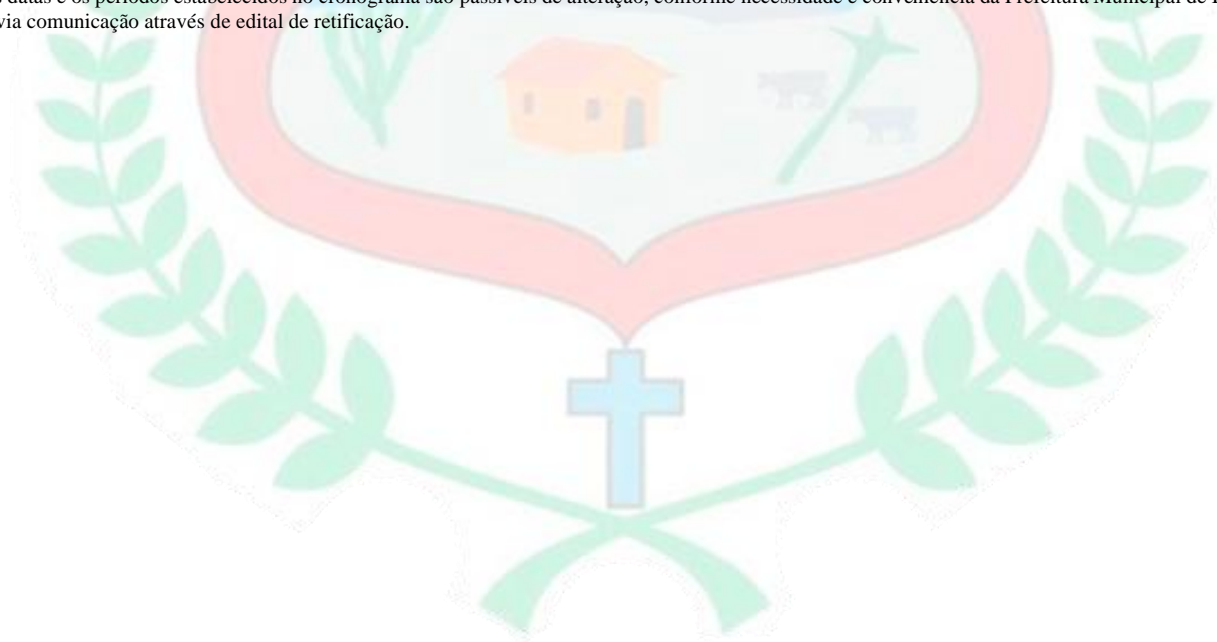 datas e os períodos estabelecidos no cronograma são passíveis de alteração, conforme necessidade e conveniência da Prefeitura Municipal de
via comunicação através de edital de retificação.